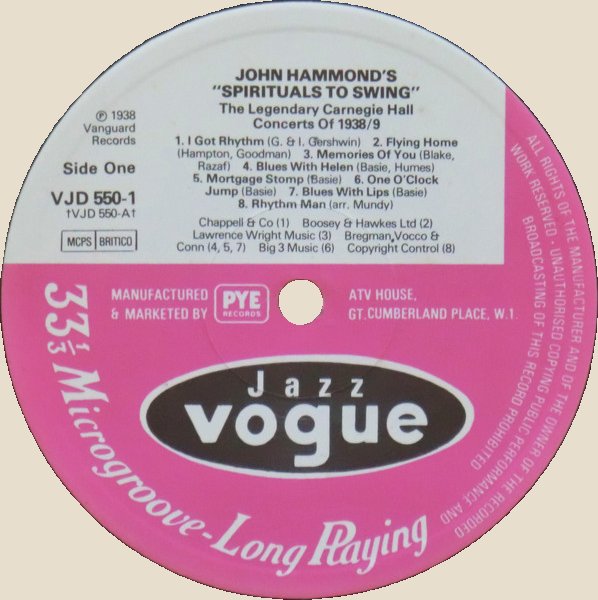 JOHN HAMMOND'S
"SPIRITUALS TO SWING"
The Legendary Carnegie Hall
Concerts Of 1938/9
℗ 1938
Vanguard
Records
Side One
VJD 550-1
†VJD 550-A†
MCPS BRITICO
1. I Got Rhythm (G. & I. Gershwin) 2. Flying Home
(Hampton, Goodman) 3. Memories Of You (Blake,
Razaf) 4. Blues With Helen (Basie, Humes)
5. Mortgage Stomp (Basie) 6. One O'Clock
Jump (Basie) 7. Blues With Lips (Basie)
8. Rhythm Man (arr. Mundy)
Chappell & Co (1) Boosey & Hawkes Ltd (2)
Lawrence Wright Music (3) Bregman, Vocco &
Conn (4, 5, 7) Big 3 Music (6) Copyright Control (8)
MANUFACTURED
& MARKETED BY
PYE
RECORDS
ATV HOUSE,
GT. CUMBERLAND PLACE, W.1.
Jazz
vogue
33 1/3 Microgroove-Long Playing
ALL RIGHTS OF THE MANUFACTURER AND OF THE OWNER OF THE RECORDED
WORK RESERVED · UNAUTHORISED COPYING PUBLIC PERFORMANCE AND
BROADCASTING OF THIS RECORD PROHIBITED